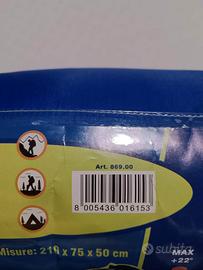 Art. 869.00
8 005436 016153
Misure: 210 x 75 x 50 cm
MAX
+22°
subito